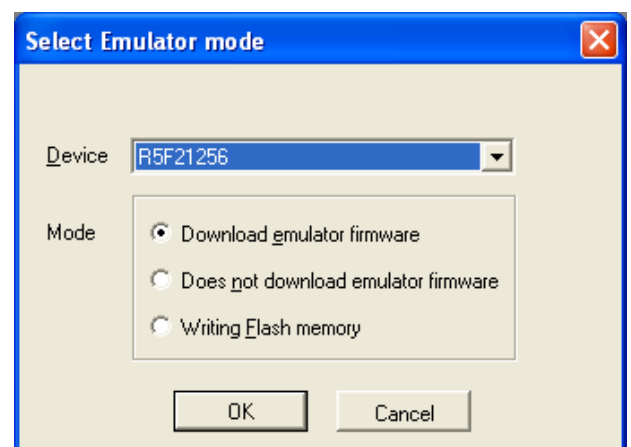 Select Emulator mode
Device R5F21256
Mode
Download emulator firmware
Does not download emulator firmware
Writing Flash memory
OK Cancel